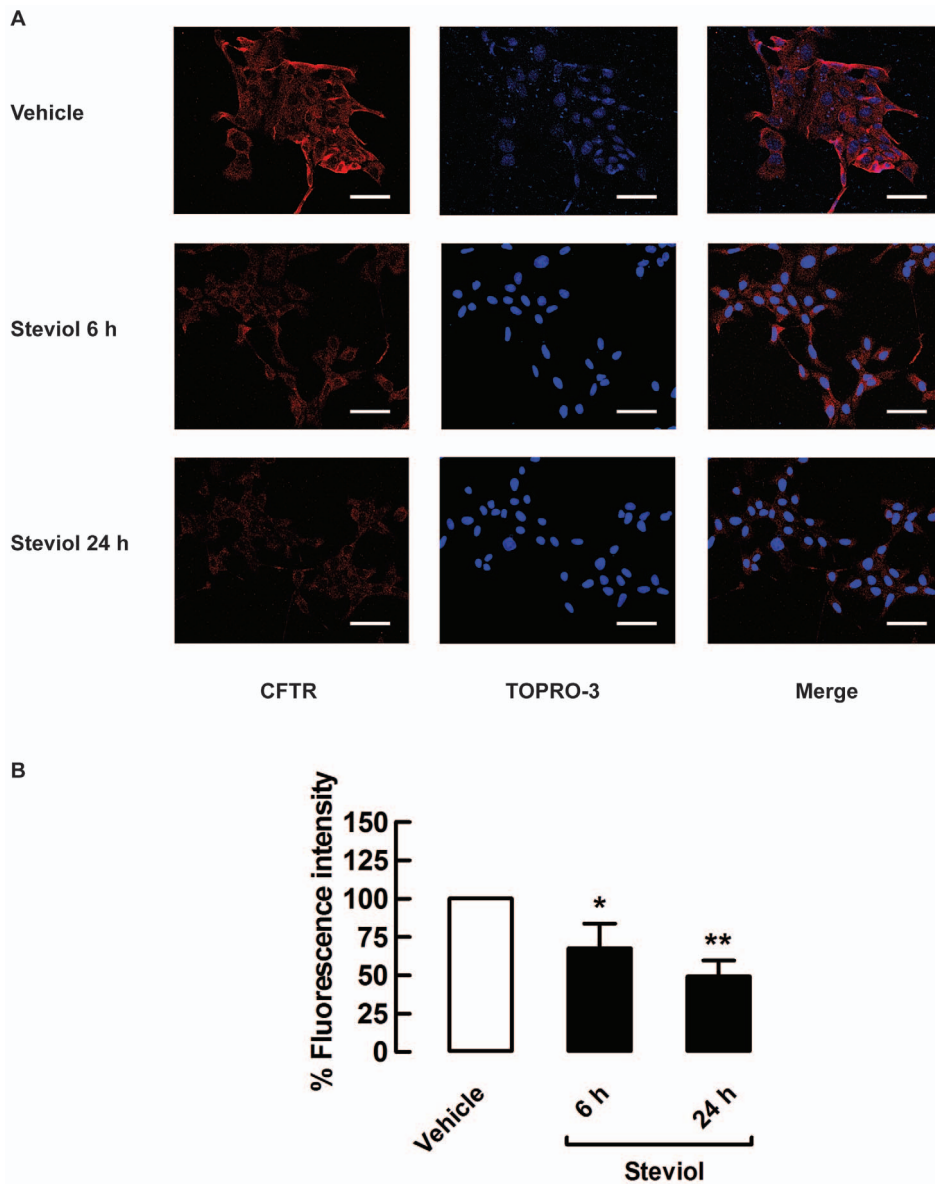 A
Vehicle
Steviol 6 h
Steviol 24 h
CFTR TOPRO-3 Merge
B
% Fluorescence intensity
150
125
100
75
50
25
0
*
**
Vehicle
6 h
24 h
Steviol